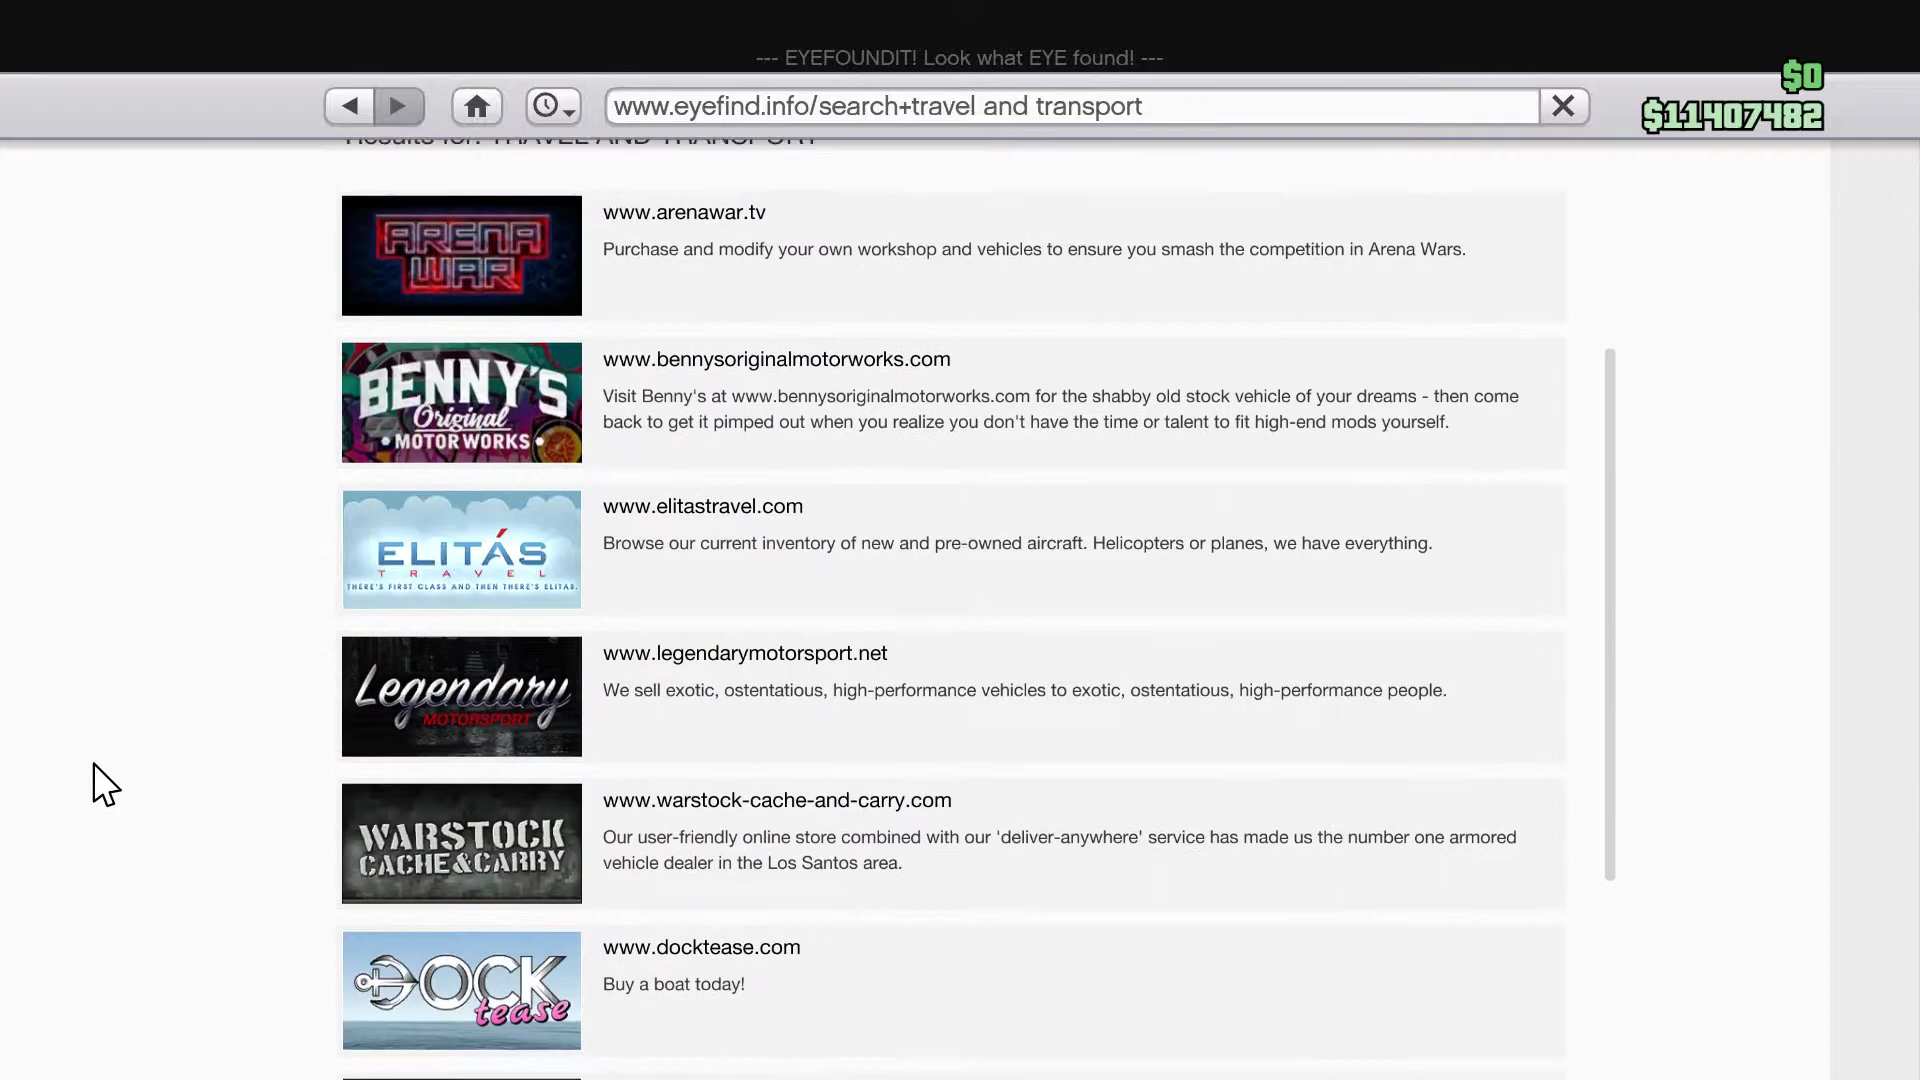 --- EYEFOUNDIT! Look what EYE found! ---
$0
www.eyefind.info/search+travel and transport
$11407482
Results for: TRAVEL AND TRANSPORT
ARENA
WAR
www.arenawar.tv
Purchase and modify your own workshop and vehicles to ensure you smash the competition in Arena Wars.
BENNY'S
Original
• MOTOR WORKS •
www.bennysoriginalmotorworks.com
Visit Benny's at www.bennysoriginalmotorworks.com for the shabby old stock vehicle of your dreams - then come
back to get it pimped out when you realize you don't have the time or talent to fit high-end mods yourself.
ELITÁS
TRAVEL
THERE'S FIRST CLASS AND THEN THERE'S ELITAS.
www.elitastravel.com
Browse our current inventory of new and pre-owned aircraft. Helicopters or planes, we have everything.
Legendary
MOTORSPORT
www.legendarymotorsport.net
We sell exotic, ostentatious, high-performance vehicles to exotic, ostentatious, high-performance people.
WARSTOCK
CACHE&CARRY
www.warstock-cache-and-carry.com
Our user-friendly online store combined with our 'deliver-anywhere' service has made us the number one armored
vehicle dealer in the Los Santos area.
DOCK
tease
www.docktease.com
Buy a boat today!